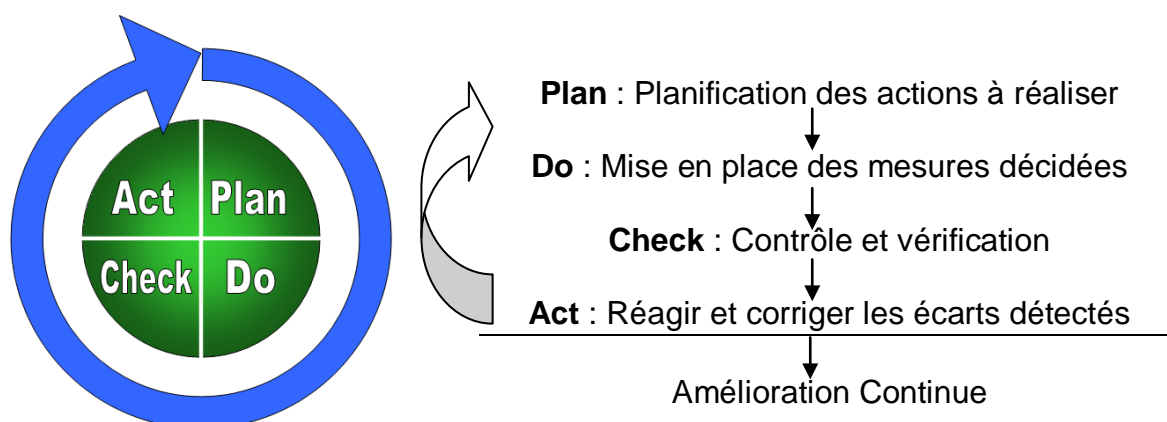 Act Plan
Check Do
Plan : Planification des actions à réaliser
Do : Mise en place des mesures décidées
Check : Contrôle et vérification
Act : Réagir et corriger les écarts détectés
Amélioration Continue